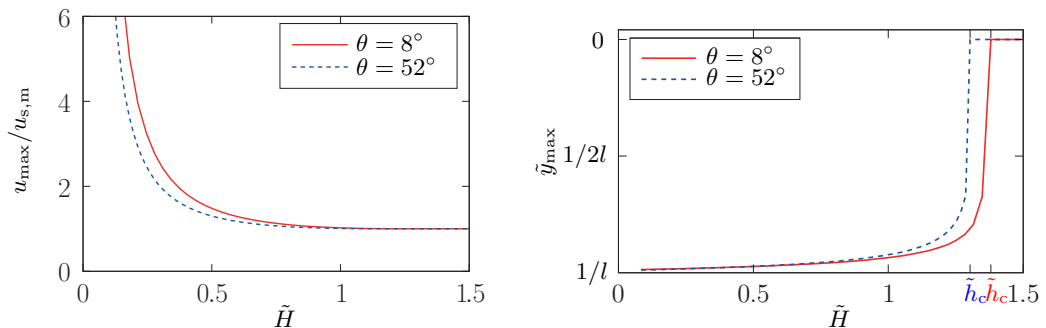 6
4
2
0
u_max/u_s,m
θ = 8°
θ = 52°
0
0.5
1
1.5
H̃
0
1/2l
1/l
ỹ_max
θ = 8°
θ = 52°
0
0.5
1
h̃_c
h̃_c
1.5
H̃